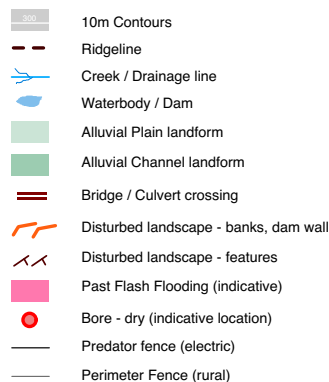 300
10m Contours
Ridgeline
Creek / Drainage line
Waterbody / Dam
Alluvial Plain landform
Alluvial Channel landform
Bridge / Culvert crossing
Disturbed landscape - banks, dam wall
Disturbed landscape - features
Past Flash Flooding (indicative)
Bore - dry (indicative location)
Predator fence (electric)
Perimeter Fence (rural)